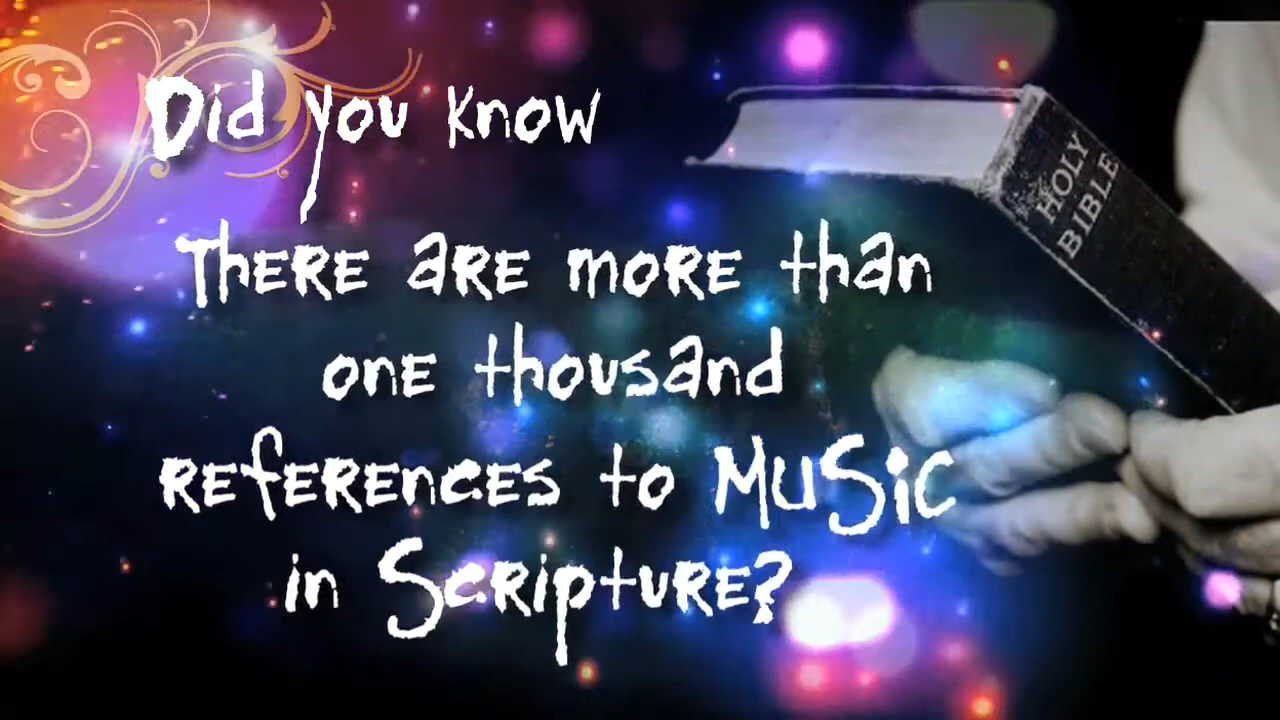 Did you know
There are more than
one thousand
references to Music
in Scripture?
HOLY
BIBLE